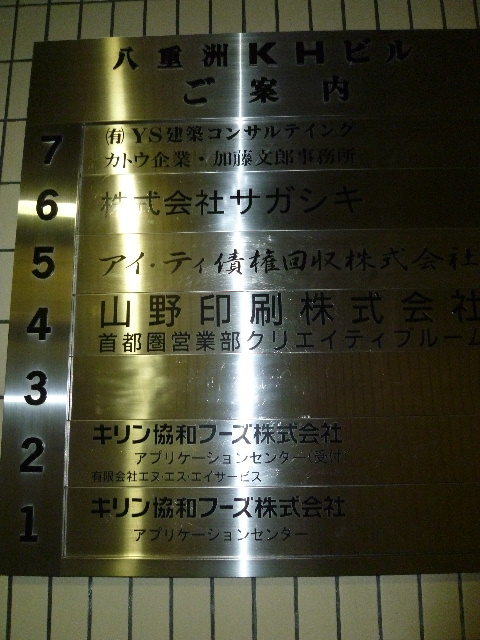 八重洲KHビル
ご案内
7
㈲YS建築コンサルテイング
カトウ企業・加藤文郎事務所
6
株式会社サガシキ
5
アイ・ティ債権回収株式会社
4
山野印刷株式会社
首都圏営業部クリエイティブルーム
3
2
キリン協和フーズ株式会社
アプリケーションセンター(受付)
有限会社エヌ・エス・エイサービス
1
キリン協和フーズ株式会社
アプリケーションセンター